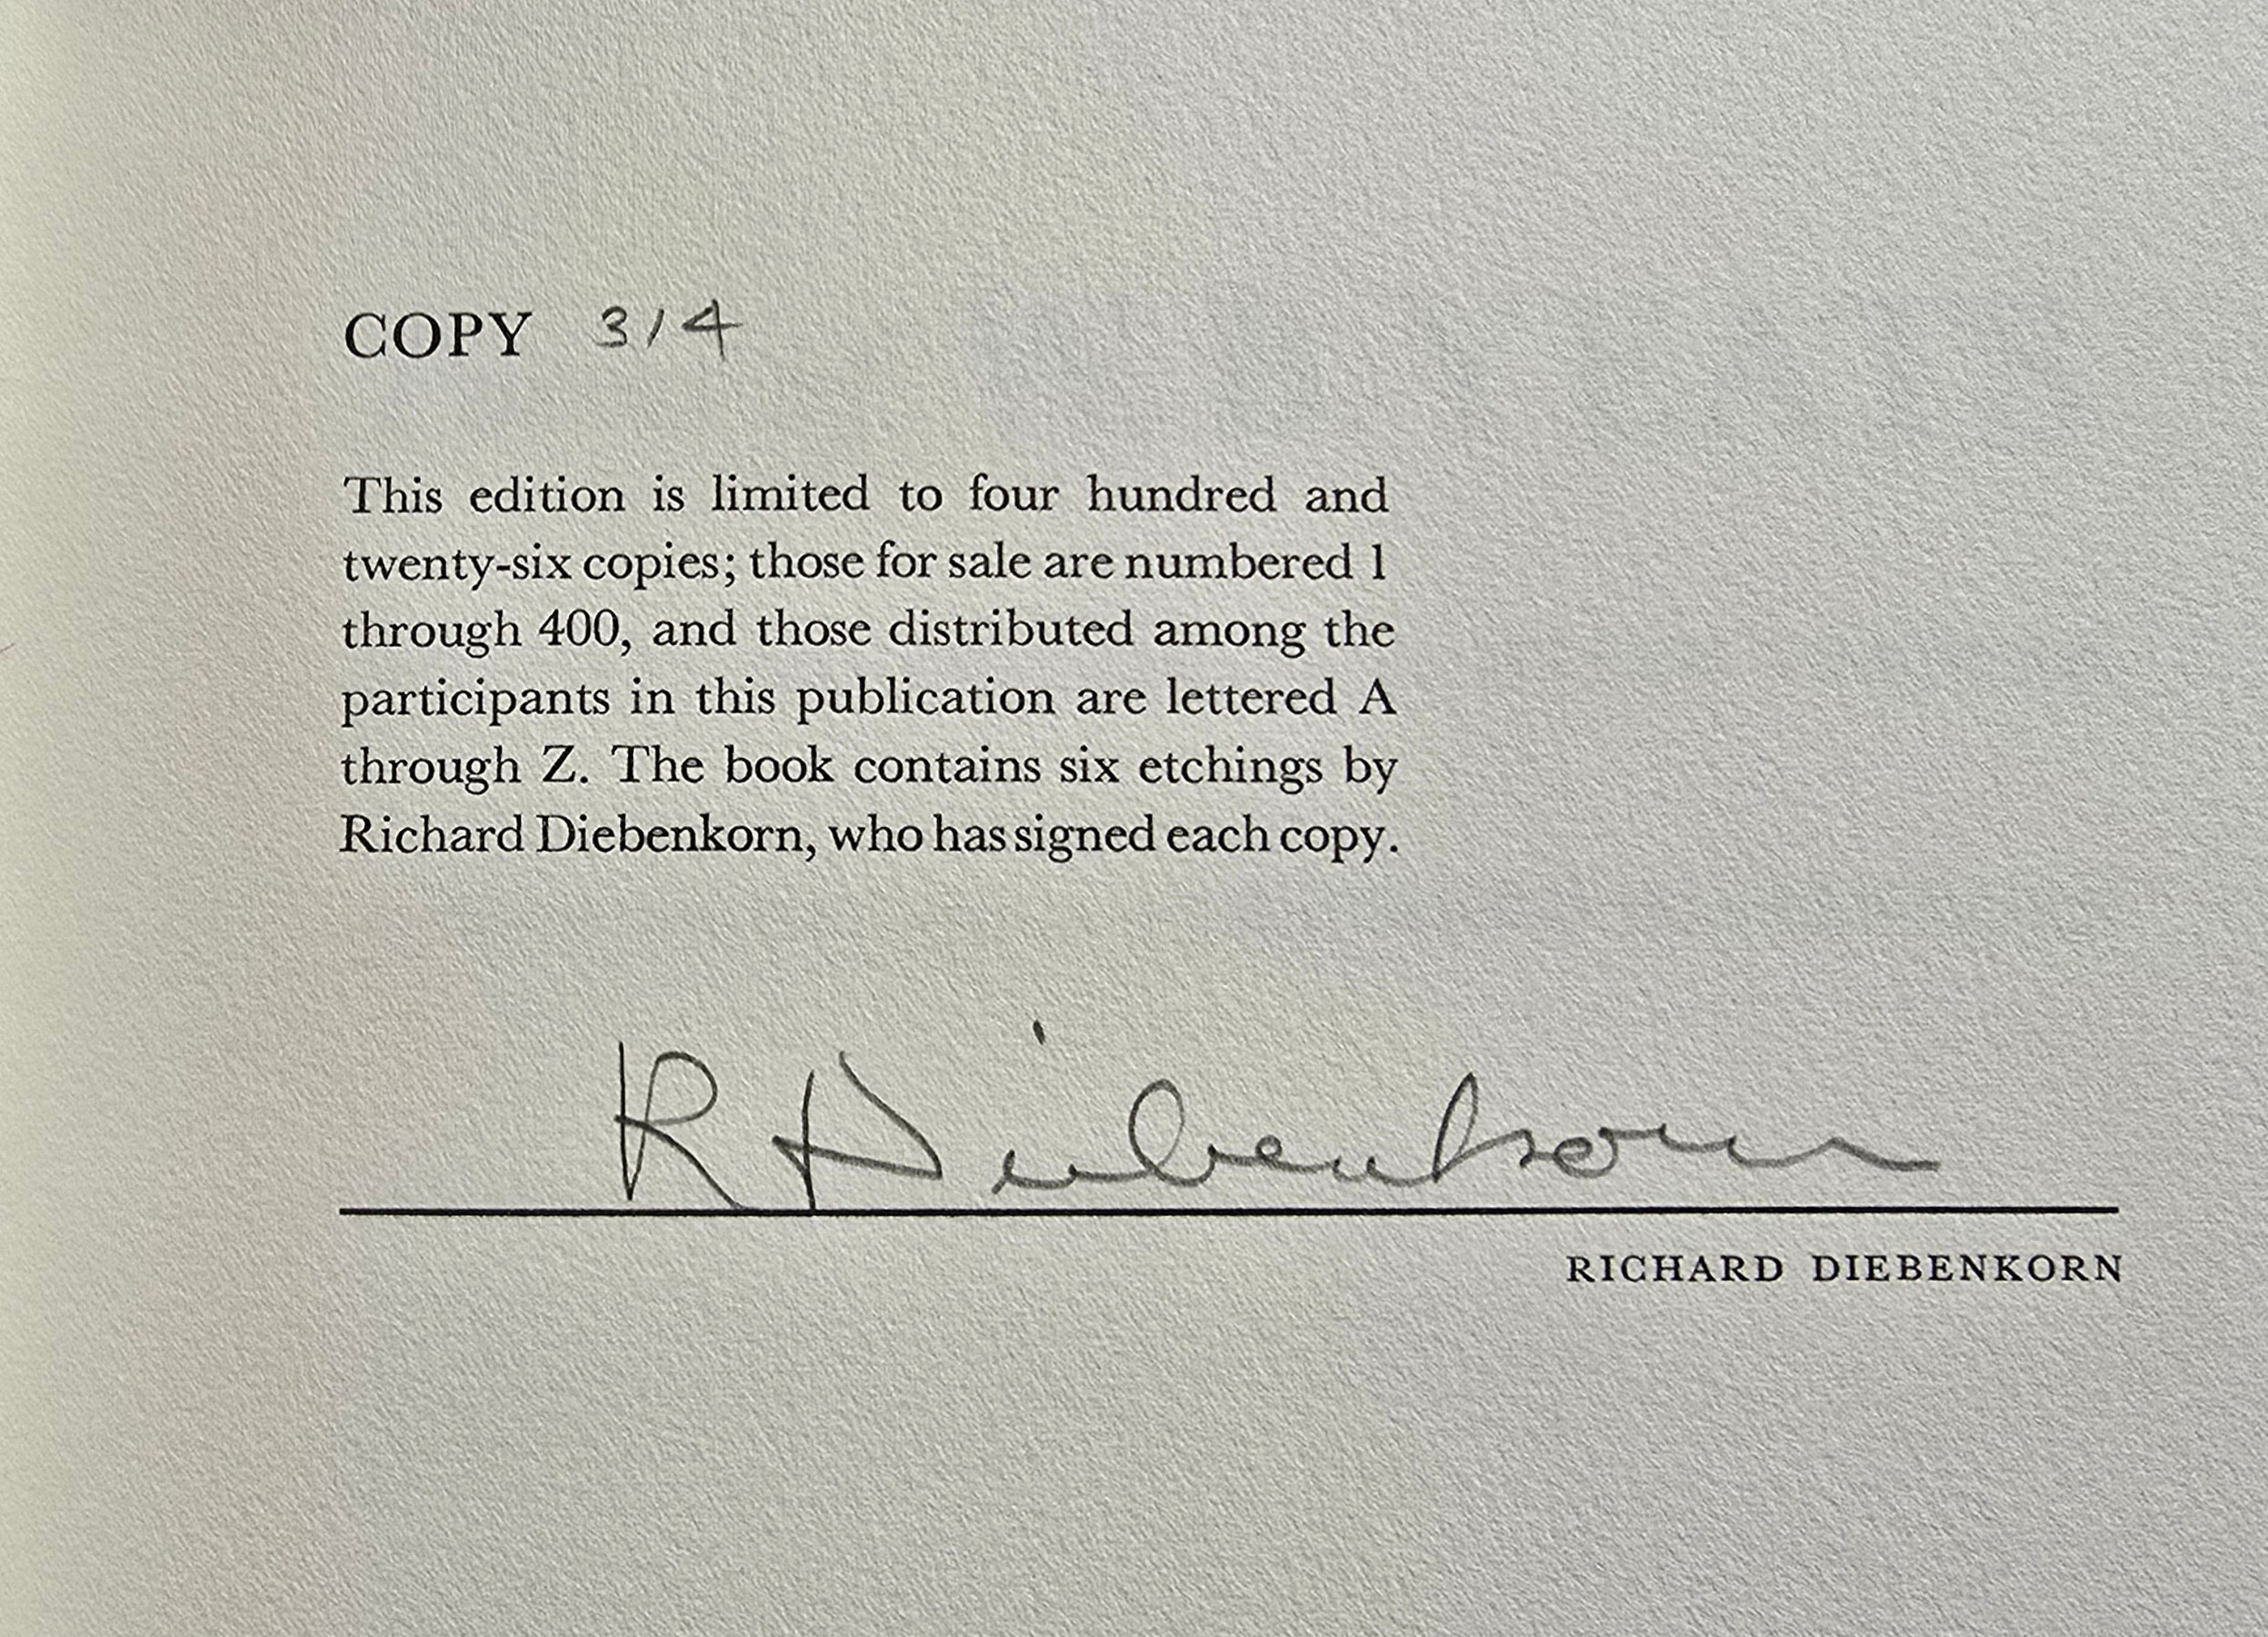 COPY 314
This edition is limited to four hundred and
twenty-six copies; those for sale are numbered 1
through 400, and those distributed among the
participants in this publication are lettered A
through Z. The book contains six etchings by
Richard Diebenkorn, who has signed each copy.
R Diebenkorn
RICHARD DIEBENKORN